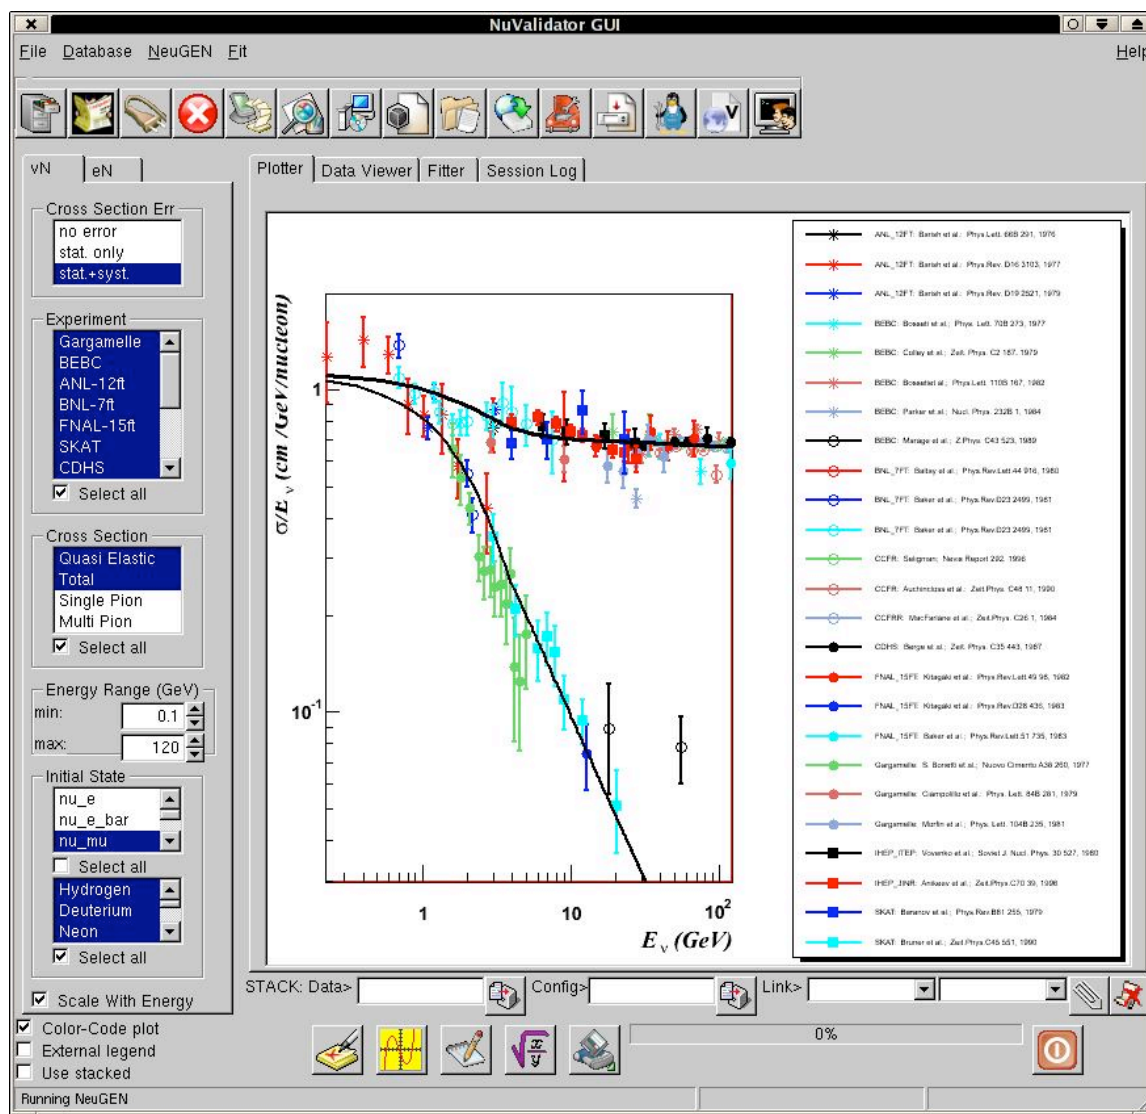 NuValidator GUI
File Database NeuGEN Fit Help
vN eN
Plotter Data Viewer Fitter Session Log
Cross Section Err
no error
stat. only
stat.+syst.
Experiment
Gargamelle
BEBC
ANL-12ft
BNL-7ft
FNAL-15ft
SKAT
CDHS
Select all
Cross Section
Quasi Elastic
Total
Single Pion
Multi Pion
Select all
Energy Range (GeV)
min: 0.1
max: 120
Initial State
nu_e
nu_e_bar
nu_mu
Select all
Hydrogen
Deuterium
Neon
Select all
Scale With Energy
Color-Code plot
External legend
Use stacked
σ/Eν (cm /GeV/nucleon)
1
10⁻¹
1 10 10²
Eν (GeV)
ANL_12FT: Barish et al.; Phys.Lett. 66B 291, 1976
ANL_12FT: Barish et al.; Phys.Rev. D16 3103, 1977
ANL_12FT: Barish et al.; Phys.Rev. D19 2521, 1979
BEBC: Bosetti et al.; Phys. Lett. 70B 273, 1977
BEBC: Colley et al.; Zeit. Phys. C2 187, 1979
BEBC: Bosetti et al.; Phys.Lett. 110B 167, 1982
BEBC: Parker et al.; Nucl. Phys. 232B 1, 1984
BEBC: Marage et al.; Z.Phys. C43 523, 1989
BNL_7FT: Baltay et al.; Phys.Rev.Lett 44 916, 1980
BNL_7FT: Baker et al.; Phys.Rev.D23 2499, 1981
BNL_7FT: Baker et al.; Phys.Rev.D23 2499, 1981
CCFR: Seligman; Nevis Report 292, 1996
CCFR: Auchincloss et al.; Zeit.Phys. C48 11, 1990
CCFRR: MacFarlane et al.; Zeit.Phys. C26 1, 1984
CDHS: Berge et al.; Zeit. Phys. C35 443, 1987
FNAL_15FT: Kitagaki et al.; Phys.Rev.Lett 49 98, 1982
FNAL_15FT: Kitagaki et al.; Phys.Rev.D28 436, 1983
FNAL_15FT: Baker et al.; Phys.Rev.Lett.51 735, 1983
Gargamelle: S. Bonetti et al.; Nuovo Cimento A38 260, 1977
Gargamelle: Ciampolillo et al.; Phys. Lett. 84B 281, 1979
Gargamelle: Morfin et al.; Phys. Lett. 104B 235, 1981
IHEP_ITEP: Vovenko et al.; Soviet J. Nucl. Phys. 30 527, 1980
IHEP_JINR: Anikeev et al.; Zeit.Phys.C70 39, 1996
SKAT: Baranov et al.; Phys.Rev.B81 255, 1979
SKAT: Bruner et al.; Zeit.Phys.C45 551, 1990
STACK: Data> Config> Link>
x
y
V
0%
Running NeuGEN